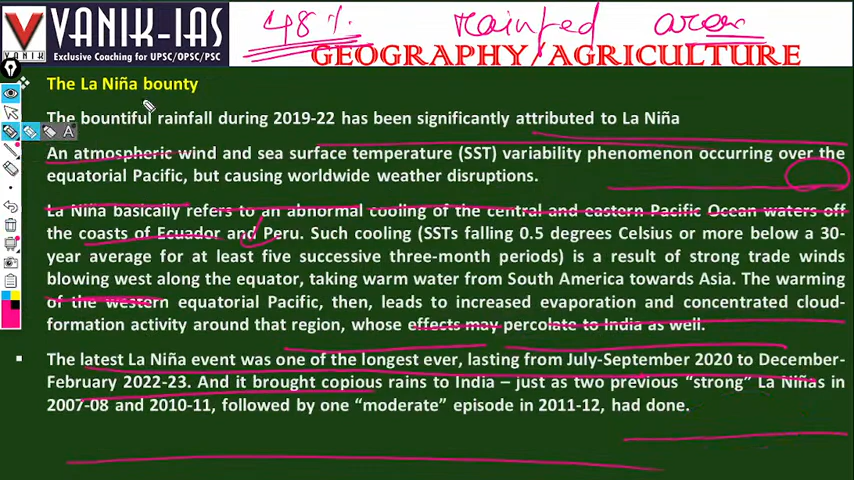 VANIK-IAS
VANIK
Exclusive Coaching for UPSC/OPSC/PSC
48% rainfed area
GEOGRAPHY/AGRICULTURE
The La Niña bounty
The bountiful rainfall during 2019-22 has been significantly attributed to La Niña
An atmospheric wind and sea surface temperature (SST) variability phenomenon occurring over the
equatorial Pacific, but causing worldwide weather disruptions.
La Niña basically refers to an abnormal cooling of the central and eastern Pacific Ocean waters off
the coasts of Ecuador and Peru. Such cooling (SSTs falling 0.5 degrees Celsius or more below a 30-
year average for at least five successive three-month periods) is a result of strong trade winds
blowing west along the equator, taking warm water from South America towards Asia. The warming
of the western equatorial Pacific, then, leads to increased evaporation and concentrated cloud-
formation activity around that region, whose effects may percolate to India as well.
The latest La Niña event was one of the longest ever, lasting from July-September 2020 to December-
February 2022-23. And it brought copious rains to India – just as two previous “strong” La Niñas in
2007-08 and 2010-11, followed by one “moderate” episode in 2011-12, had done.
A